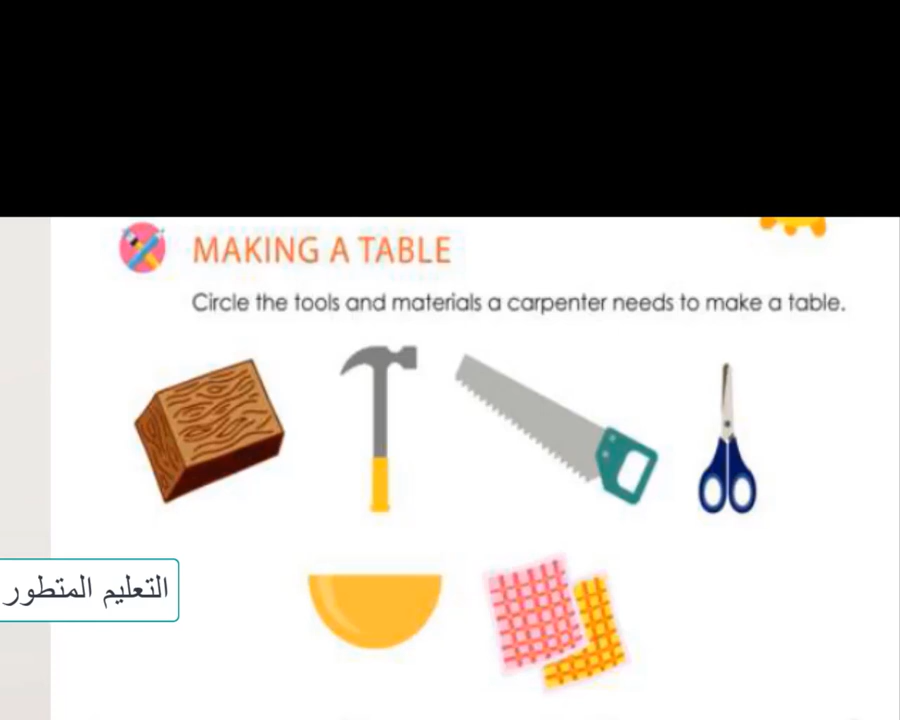 MAKING A TABLE
Circle the tools and materials a carpenter needs to make a table.
التعليم المتطور